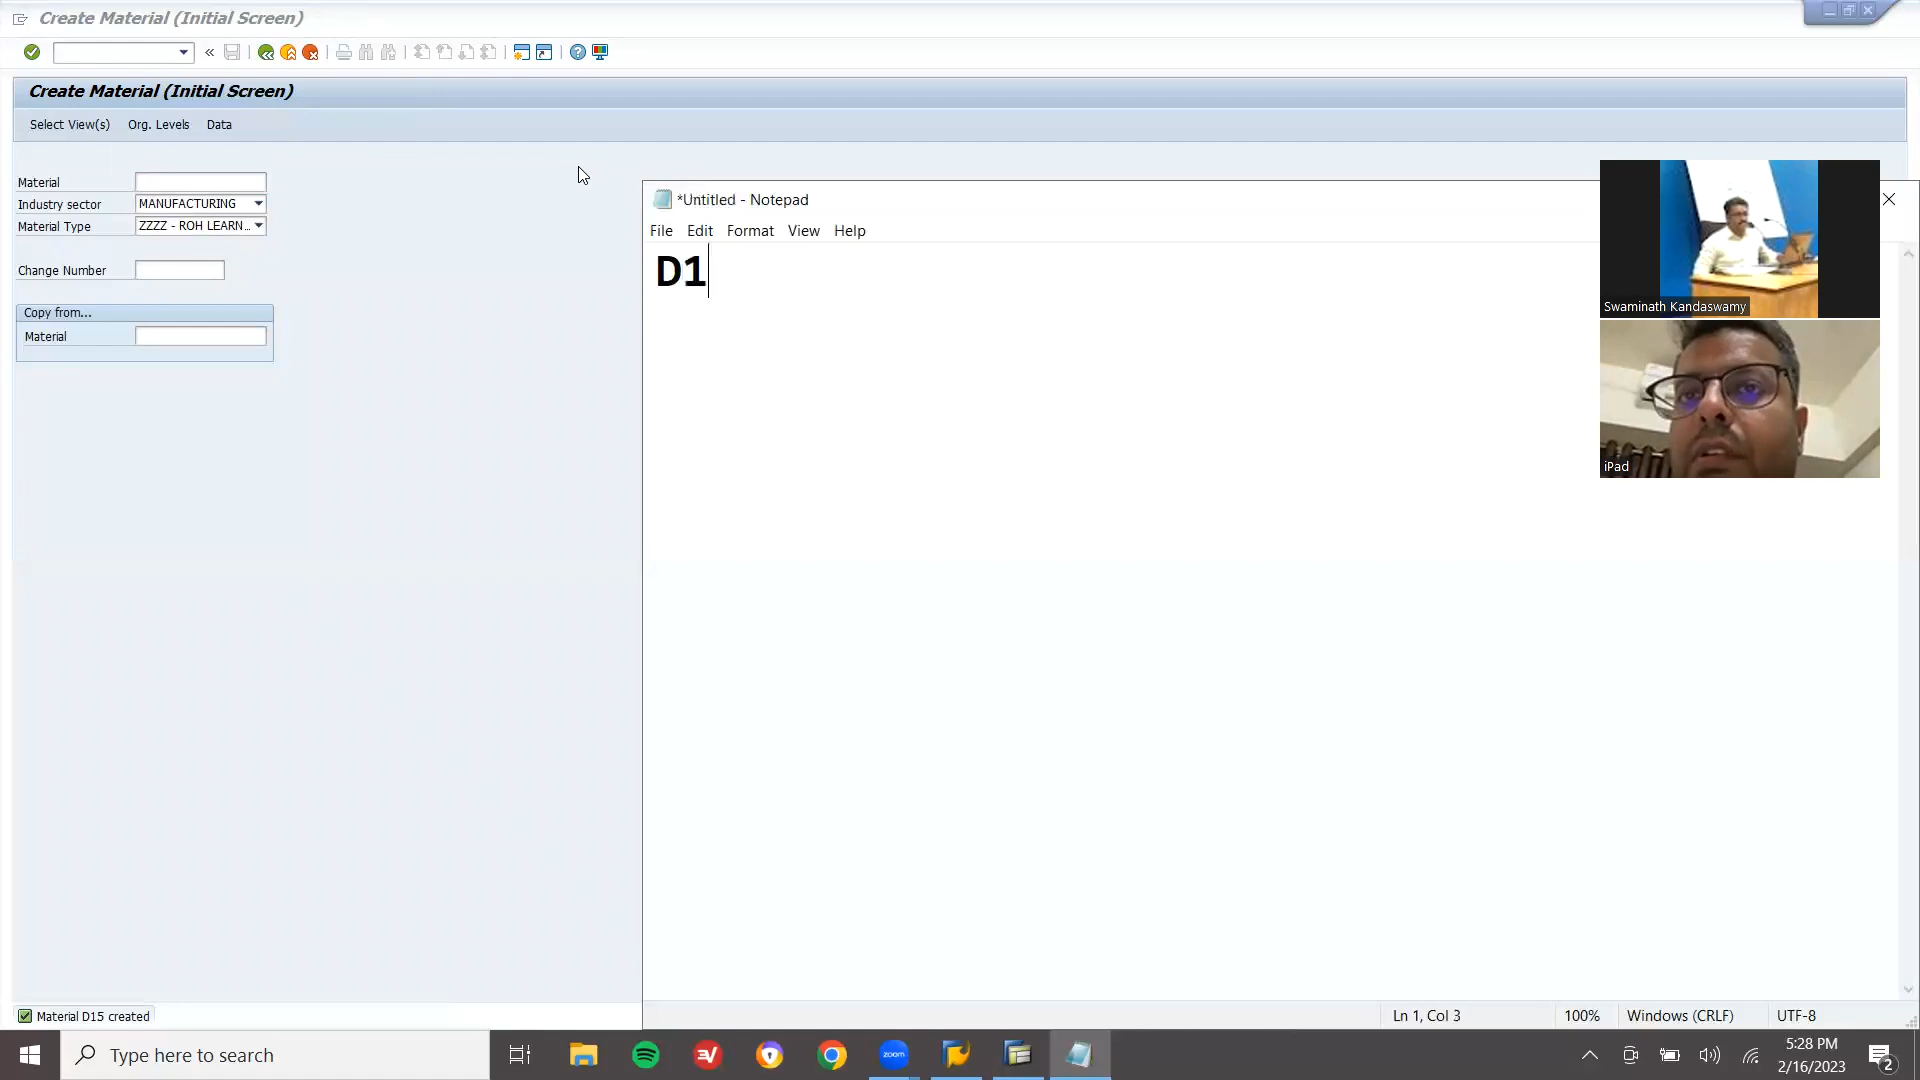 Create Material (Initial Screen)
«
Create Material (Initial Screen)
Select View(s) Org. Levels Data
Material
Industry sector MANUFACTURING
Material Type ZZZZ - ROH LEARN...
Change Number
Copy from...
Material
*Untitled - Notepad
File Edit Format View Help
D1
Swaminath Kandaswamy
iPad
Material D15 created
Ln 1, Col 3 100% Windows (CRLF) UTF-8
Type here to search
zoom
5:28 PM
2/16/2023
2